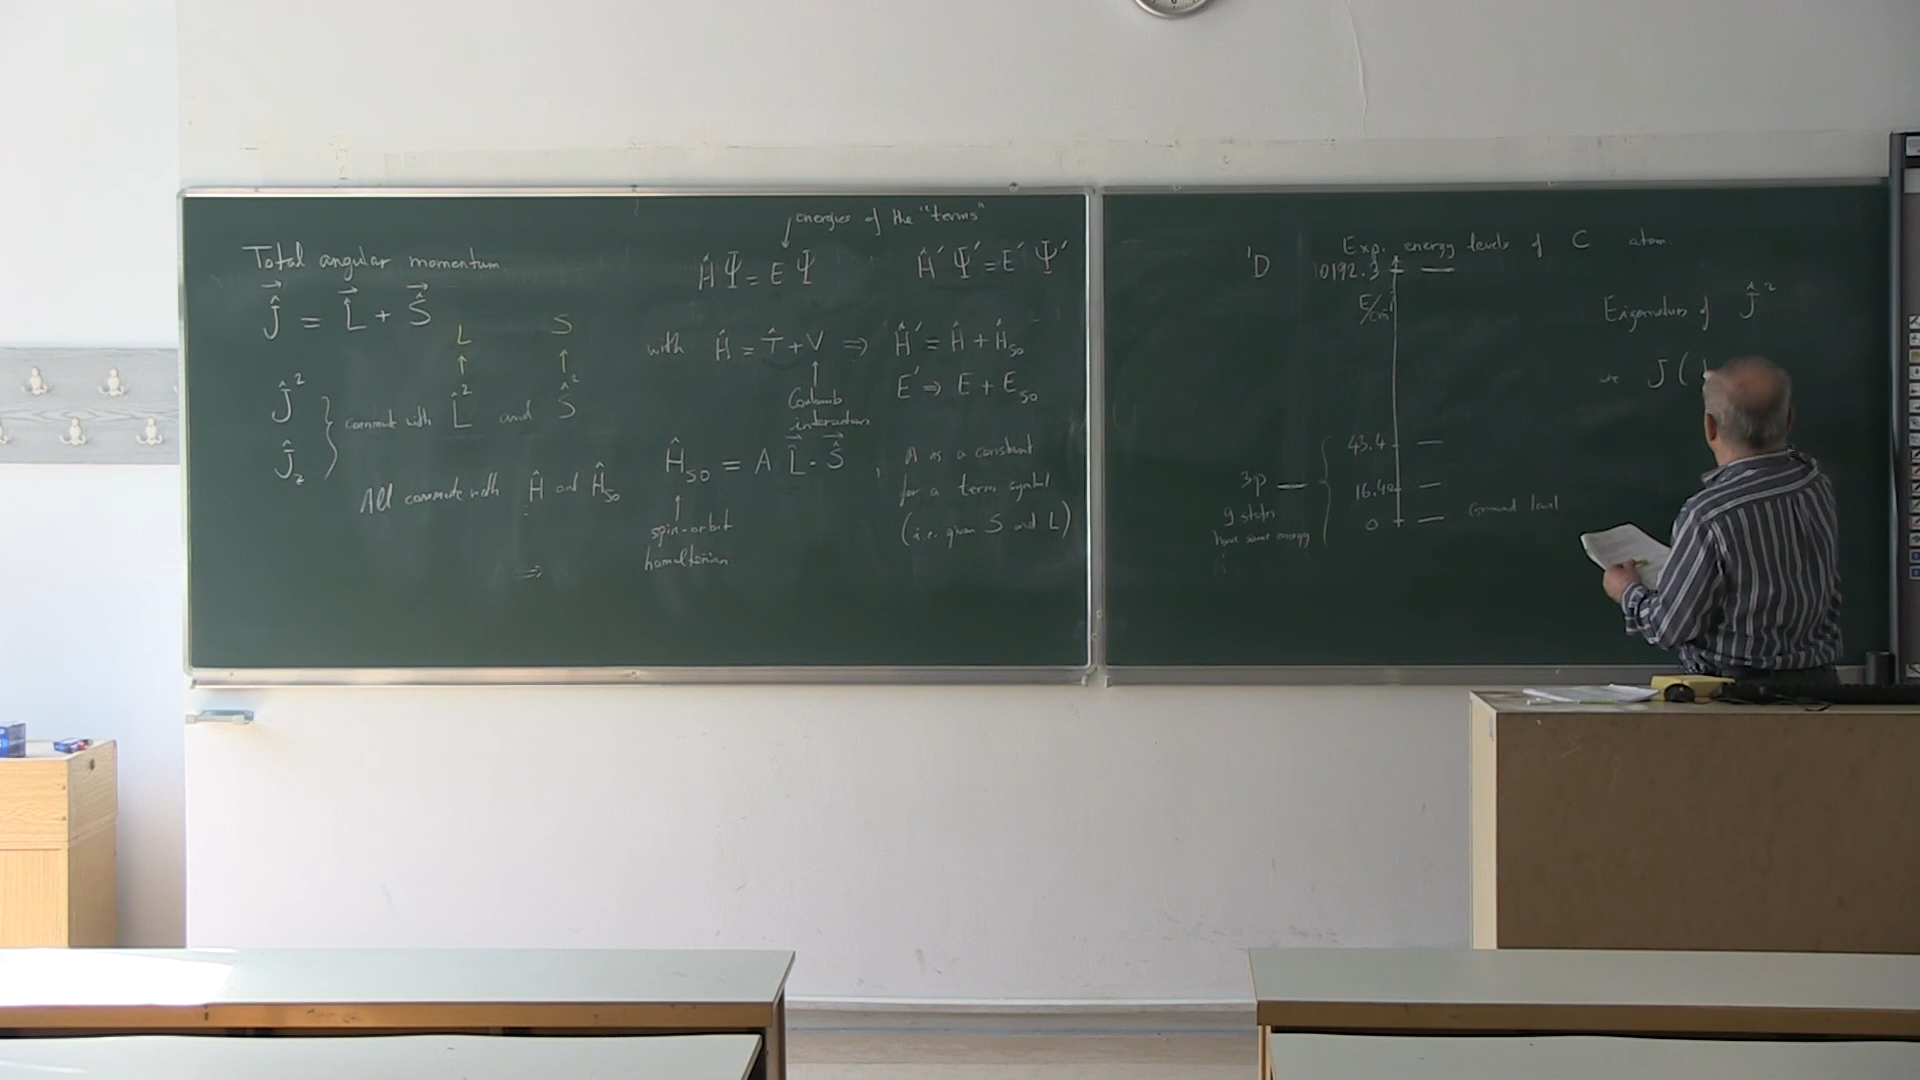 Total angular momentum
Ĵ = L̂ + Ŝ
L S
Ĵ²
Ĵz
commute with L̂² and Ŝ²
All commute with Ĥ and Ĥso
⇒
energies of the "terms"
ĤΨ = EΨ Ĥ'Ψ' = E'Ψ'
with Ĥ = T̂ + V ⇒ Ĥ' = Ĥ + Ĥso
E' ⇒ E + Eso
Coulomb
interaction
Ĥso = A L̂ · Ŝ , A is a constant
for a term symbol
(i.e. given S and L)
spin-orbit
hamiltonian
Exp. energy levels of C atom
¹D 10192.3
E/cm⁻¹
43.4
16.40
0 Ground level
3p
9 states
have same energy
Eigenvalues of Ĵ²
are J(